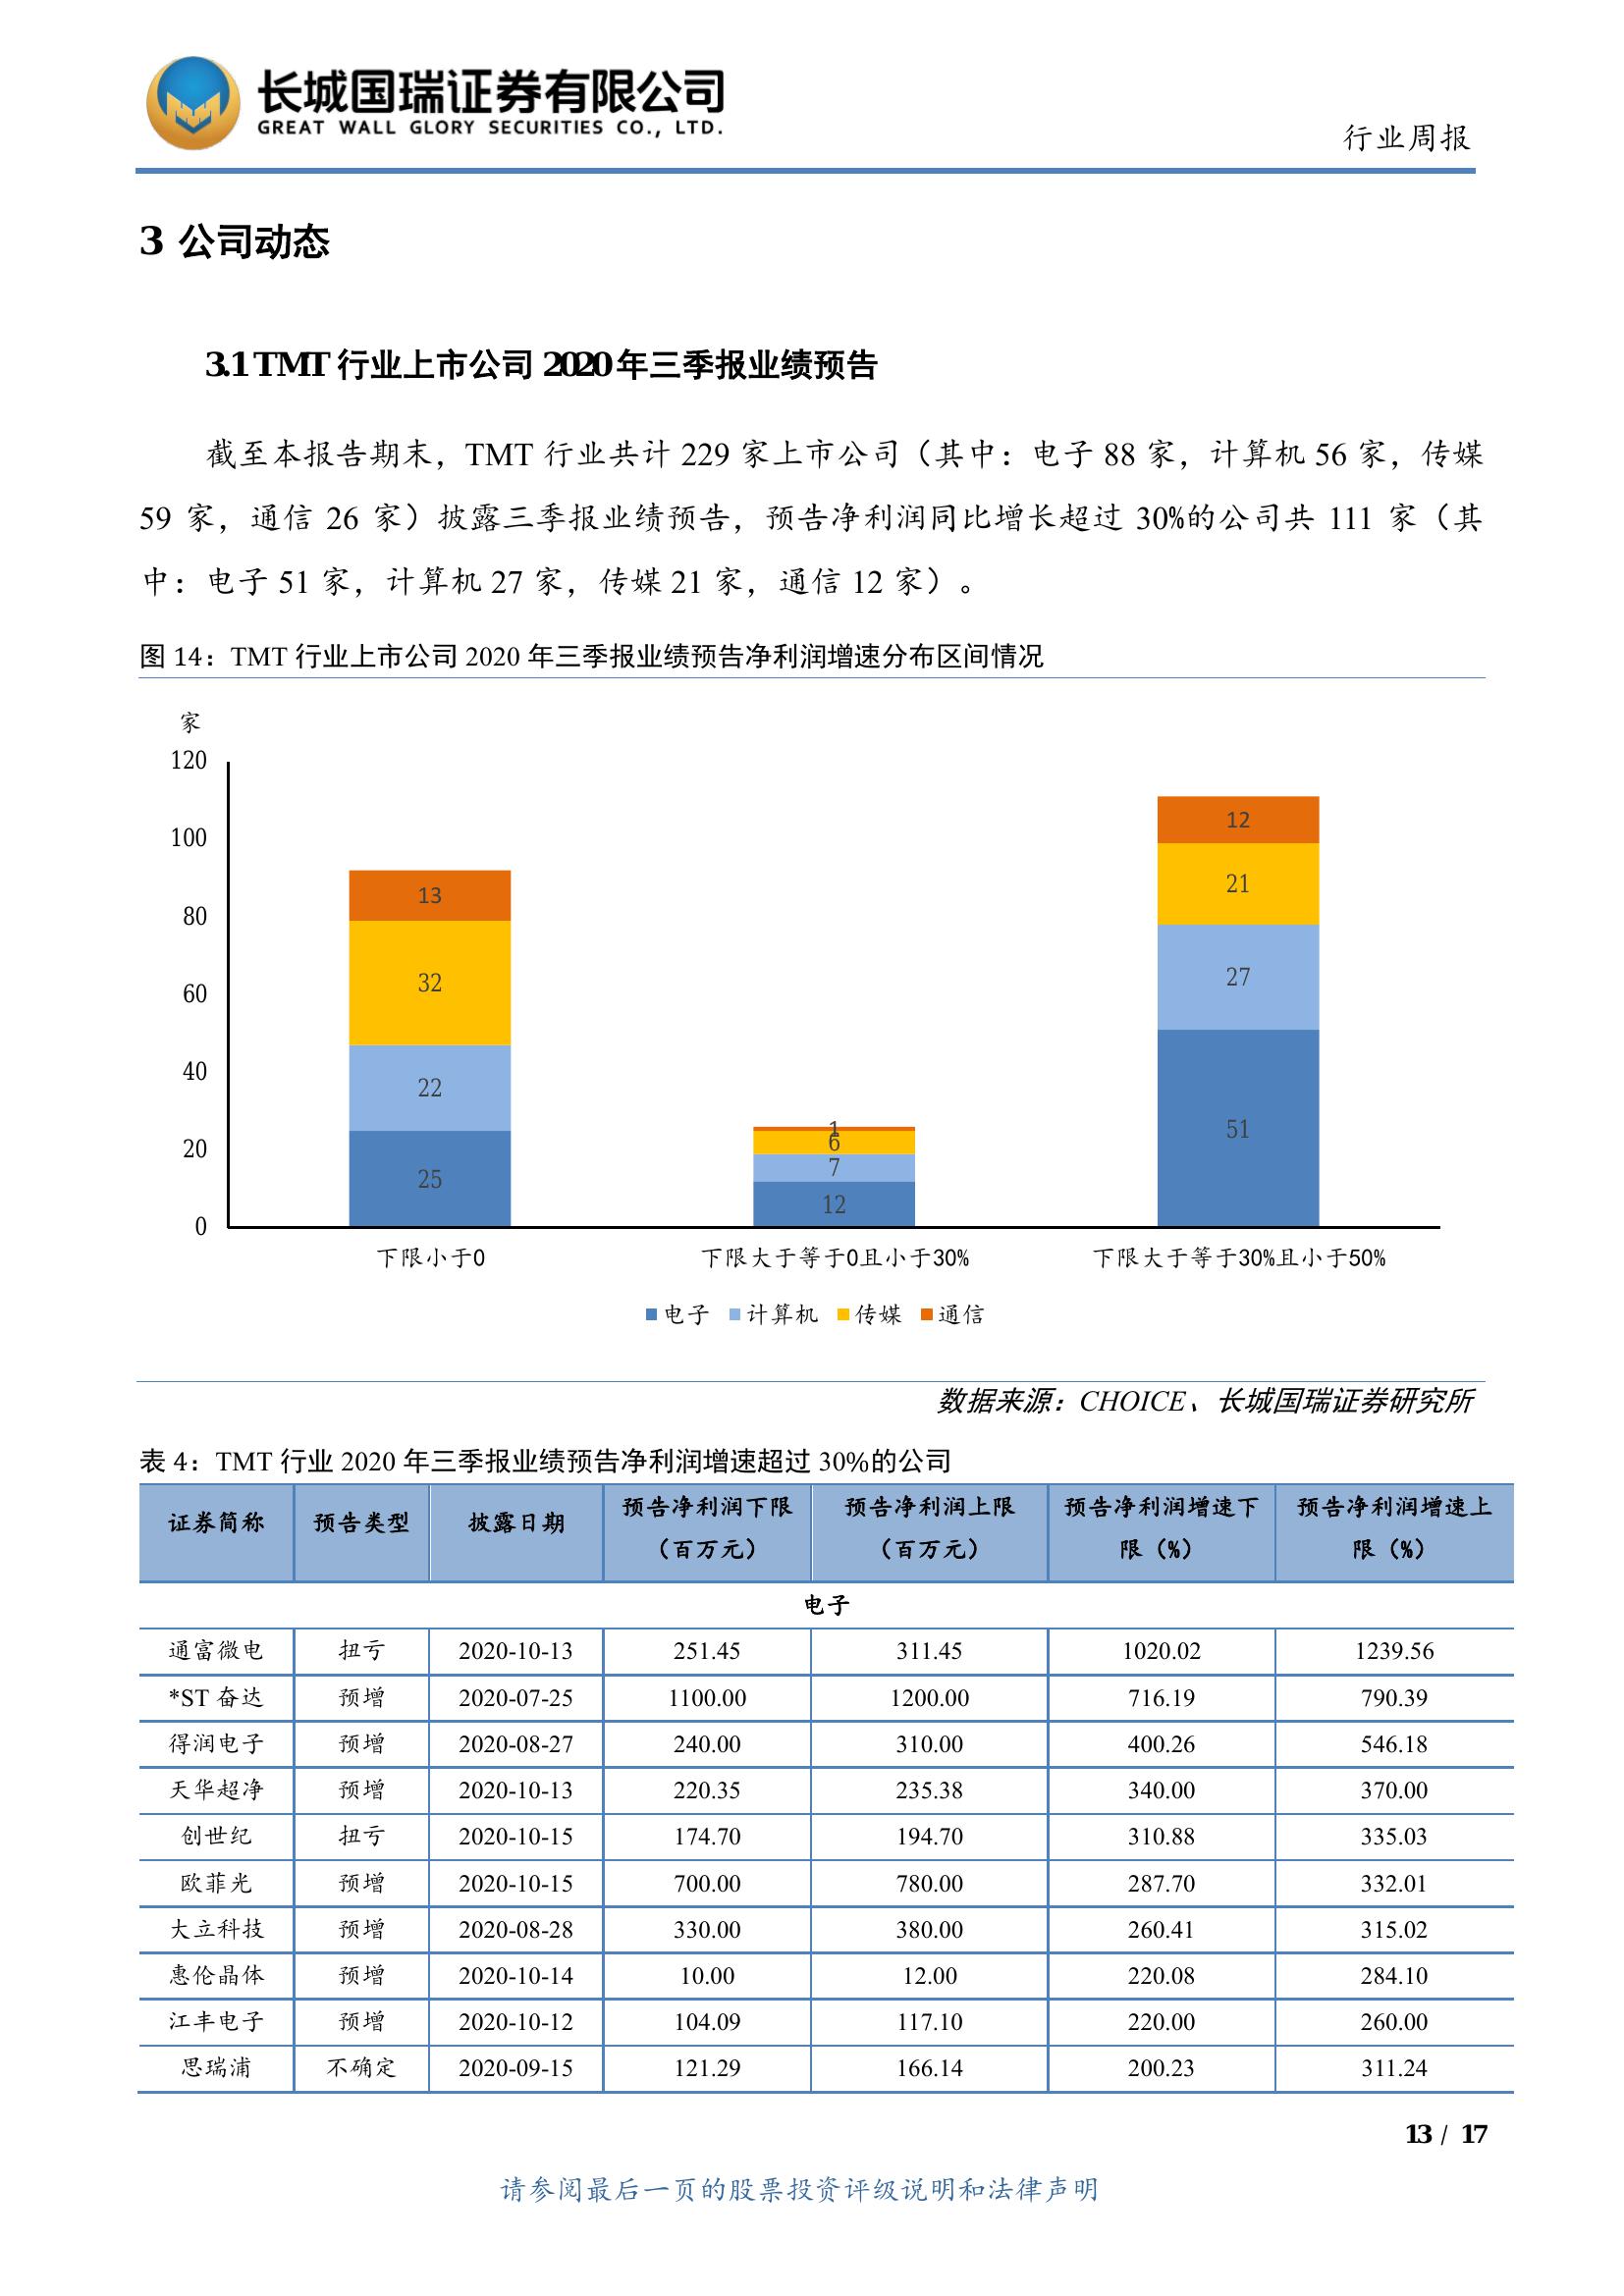 长城国瑞证券有限公司
GREAT WALL GLORY SECURITIES CO., LTD.
行业周报
3 公司动态
3.1 TMT 行业上市公司 2020 年三季报业绩预告
截至本报告期末，TMT 行业共计 229 家上市公司（其中：电子 88 家，计算机 56 家，传媒
59 家，通信 26 家）披露三季报业绩预告，预告净利润同比增长超过 30%的公司共 111 家（其
中：电子 51 家，计算机 27 家，传媒 21 家，通信 12 家）。
图 14：TMT 行业上市公司 2020 年三季报业绩预告净利润增速分布区间情况
家
120
100
80
60
40
20
0
13
32
22
25
1
6
7
12
12
21
27
51
下限小于0 下限大于等于0且小于30% 下限大于等于30%且小于50%
电子 计算机 传媒 通信
数据来源：CHOICE、长城国瑞证券研究所
表 4：TMT 行业 2020 年三季报业绩预告净利润增速超过 30%的公司
证券简称 预告类型 披露日期 预告净利润下限（百万元） 预告净利润上限（百万元） 预告净利润增速下限（%） 预告净利润增速上限（%）
电子
通富微电 扭亏 2020-10-13 251.45 311.45 1020.02 1239.56
*ST 奋达 预增 2020-07-25 1100.00 1200.00 716.19 790.39
得润电子 预增 2020-08-27 240.00 310.00 400.26 546.18
天华超净 预增 2020-10-13 220.35 235.38 340.00 370.00
创世纪 扭亏 2020-10-15 174.70 194.70 310.88 335.03
欧菲光 预增 2020-10-15 700.00 780.00 287.70 332.01
大立科技 预增 2020-08-28 330.00 380.00 260.41 315.02
惠伦晶体 预增 2020-10-14 10.00 12.00 220.08 284.10
江丰电子 预增 2020-10-12 104.09 117.10 220.00 260.00
思瑞浦 不确定 2020-09-15 121.29 166.14 200.23 311.24
13 / 17
请参阅最后一页的股票投资评级说明和法律声明